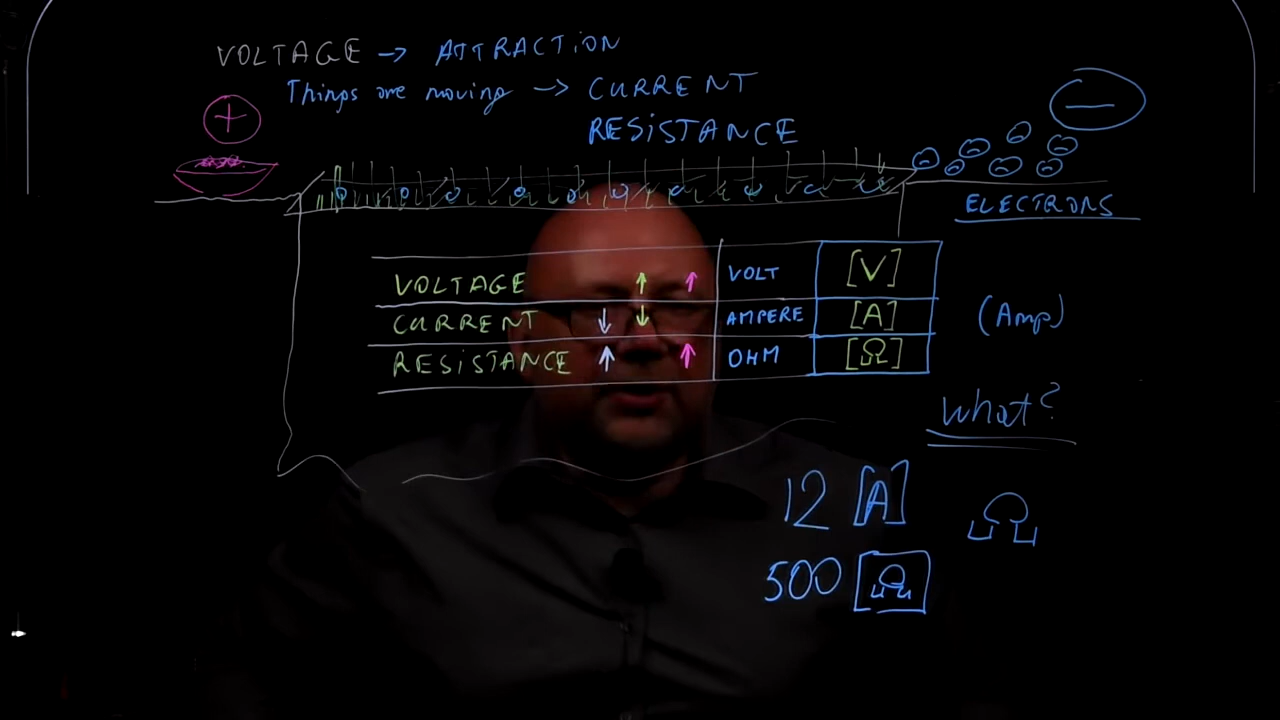 VOLTAGE → ATTRACTION
Things are moving → CURRENT
RESISTANCE
+
−
ELECTRONS
VOLTAGE ↑ ↑ VOLT [V]
CURRENT ↓ ↓ AMPERE [A] (Amp)
RESISTANCE ↑ ↑ OHM [Ω]
What?
12 [A] Ω
500 [Ω]